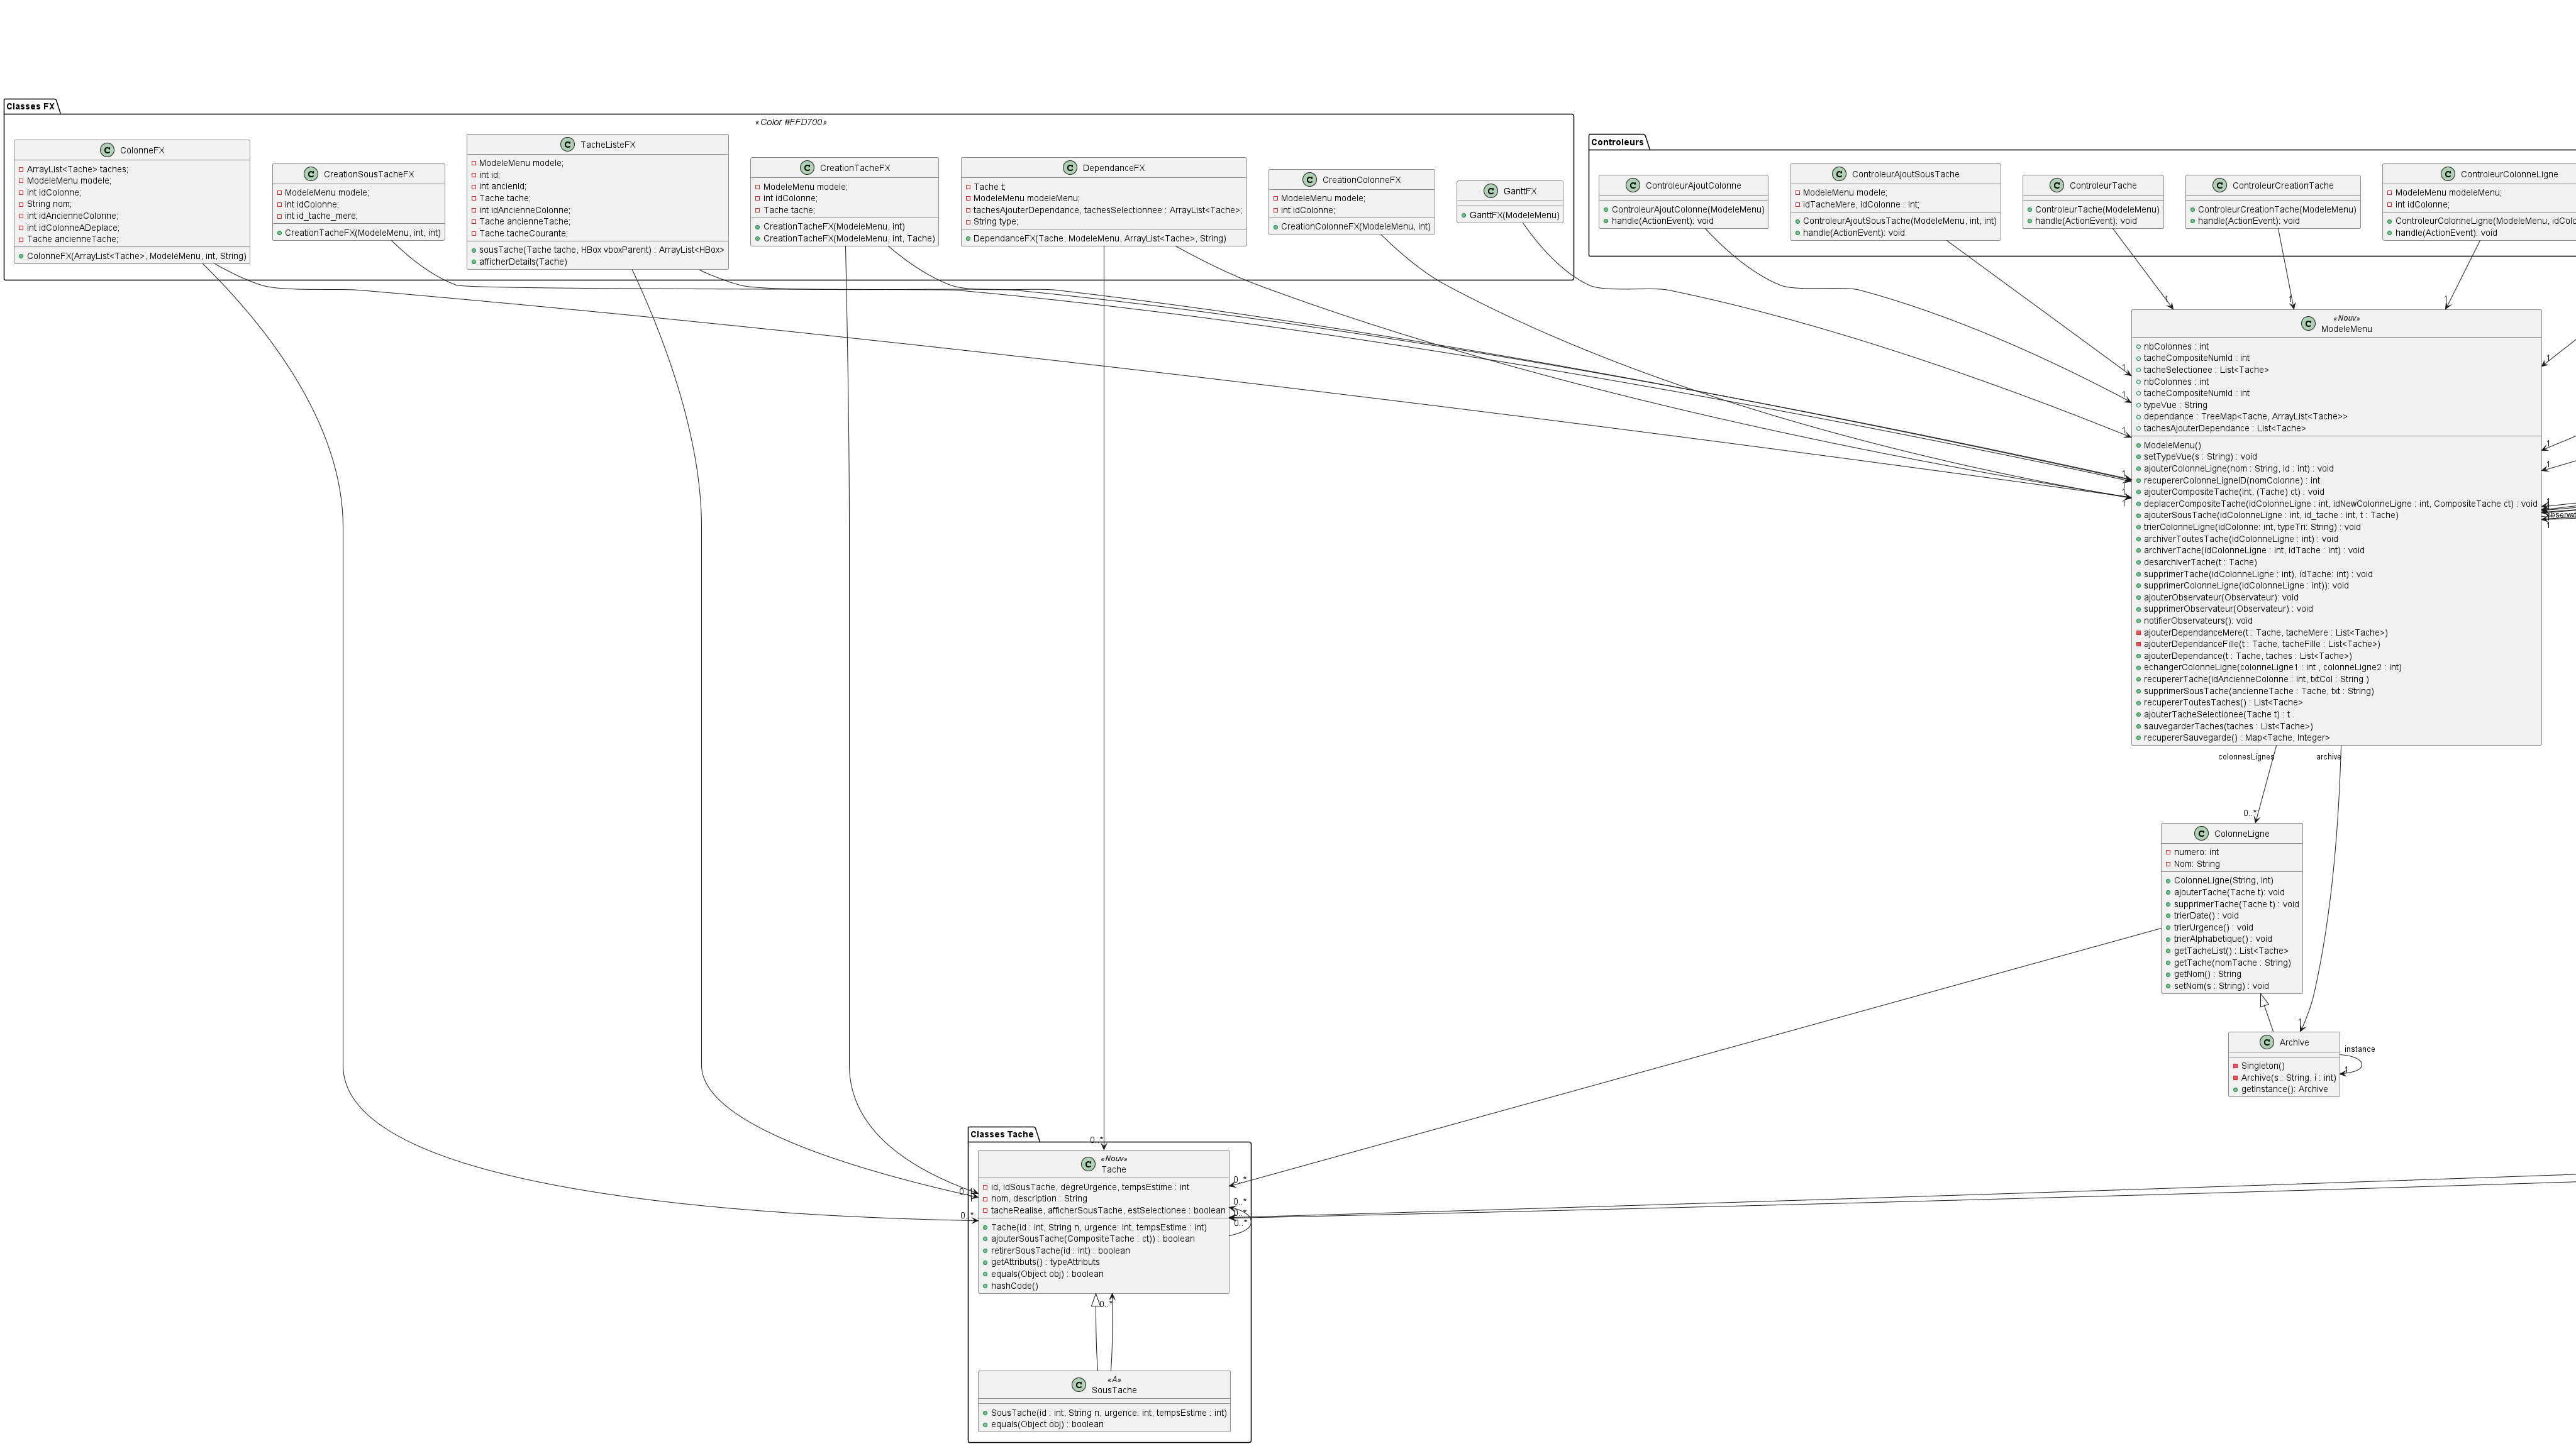 Classes FX
«Color #FFD700»
ColonneFX
ArrayList<Tache> taches;
ModeleMenu modele;
int idColonne;
String nom;
int idAncienneColonne;
int idColonneADeplace;
Tache ancienneTache;
ColonneFX(ArrayList<Tache>, ModeleMenu, int, String)
CreationSousTacheFX
ModeleMenu modele;
int idColonne;
int id_tache_mere;
CreationTacheFX(ModeleMenu, int, int)
TacheListeFX
ModeleMenu modele;
int id;
int ancienId;
Tache tache;
int idAncienneColonne;
Tache ancienneTache;
Tache tacheCourante;
sousTache(Tache tache, HBox vboxParent) : ArrayList<HBox>
afficherDetails(Tache)
CreationTacheFX
ModeleMenu modele;
int idColonne;
Tache tache;
CreationTacheFX(ModeleMenu, int)
CreationTacheFX(ModeleMenu, int, Tache)
DependanceFX
Tache t;
ModeleMenu modeleMenu;
tachesAjouterDependance, tachesSelectionnee : ArrayList<Tache>;
String type;
DependanceFX(Tache, ModeleMenu, ArrayList<Tache>, String)
CreationColonneFX
ModeleMenu modele;
int idColonne;
CreationColonneFX(ModeleMenu, int)
GanttFX
GanttFX(ModeleMenu)
Controleurs
ControleurAjoutColonne
ControleurAjoutColonne(ModeleMenu)
handle(ActionEvent): void
ControleurAjoutSousTache
ModeleMenu modele;
idTacheMere, idColonne : int;
ControleurAjoutSousTache(ModeleMenu, int, int)
handle(ActionEvent): void
ControleurTache
ControleurTache(ModeleMenu)
handle(ActionEvent): void
ControleurCreationTache
ControleurCreationTache(ModeleMenu)
handle(ActionEvent): void
ControleurColonneLigne
ModeleMenu modeleMenu;
int idColonne;
ControleurColonneLigne(ModeleMenu, idColo
handle(ActionEvent): void
1
1
1
«Nouv»
ModeleMenu
nbColonnes : int
tacheCompositeNumId : int
tacheSelectionee : List<Tache>
nbColonnes : int
tacheCompositeNumId : int
typeVue : String
dependance : TreeMap<Tache, ArrayList<Tache>>
tachesAjouterDependance : List<Tache>
ModeleMenu()
setTypeVue(s : String) : void
ajouterColonneLigne(nom : String, id : int) : void
recupererColonneLigneID(nomColonne) : int
ajouterCompositeTache(int, (Tache) ct) : void
deplacerCompositeTache(idColonneLigne : int, idNewColonneLigne : int, CompositeTache ct) : void
ajouterSousTache(idColonneLigne : int, id_tache : int, t : Tache)
trierColonneLigne(idColonne: int, typeTri: String) : void
archiverToutesTache(idColonneLigne : int) : void
archiverTache(idColonneLigne : int, idTache : int) : void
desarchiverTache(t : Tache)
supprimerTache(idColonneLigne : int), idTache: int) : void
supprimerColonneLigne(idColonneLigne : int)): void
ajouterObservateur(Observateur): void
supprimerObservateur(Observateur) : void
notifierObservateurs(): void
ajouterDependanceMere(t : Tache, tacheMere : List<Tache>)
ajouterDependanceFille(t : Tache, tacheFille : List<Tache>)
ajouterDependance(t : Tache, taches : List<Tache>)
echangerColonneLigne(colonneLigne1 : int , colonneLigne2 : int)
recupererTache(idAncienneColonne : int, txtCol : String )
supprimerSousTache(ancienneTache : Tache, txt : String)
recupererToutesTaches() : List<Tache>
ajouterTacheSelectionee(Tache t) : t
sauvegarderTaches(taches : List<Tache>)
recupererSauvegarde() : Map<Tache, Integer>
1
1
1
1
1
1
1
1
1
1
colonnesLignes
archive
0..*
ColonneLigne
numero: int
Nom: String
ColonneLigne(String, int)
ajouterTache(Tache t): void
supprimerTache(Tache t) : void
trierDate() : void
trierUrgence() : void
trierAlphabetique() : void
getTacheList() : List<Tache>
getTache(nomTache : String)
getNom() : String
setNom(s : String) : void
1
Archive
Singleton()
Archive(s : String, i : int)
getInstance(): Archive
instance
1
Classes Tache
0..*
«Nouv»
Tache
id, idSousTache, degreUrgence, tempsEstime : int
nom, description : String
tacheRealise, afficherSousTache, estSelectionee : boolean
Tache(id : int, String n, urgence: int, tempsEstime : int)
ajouterSousTache(CompositeTache : ct)) : boolean
retirerSousTache(id : int) : boolean
getAttributs() : typeAttributs
equals(Object obj) : boolean
hashCode()
0..*
0..*
0..*
0..*
0..*
0..*
«A»
SousTache
SousTache(id : int, String n, urgence: int, tempsEstime : int)
equals(Object obj) : boolean